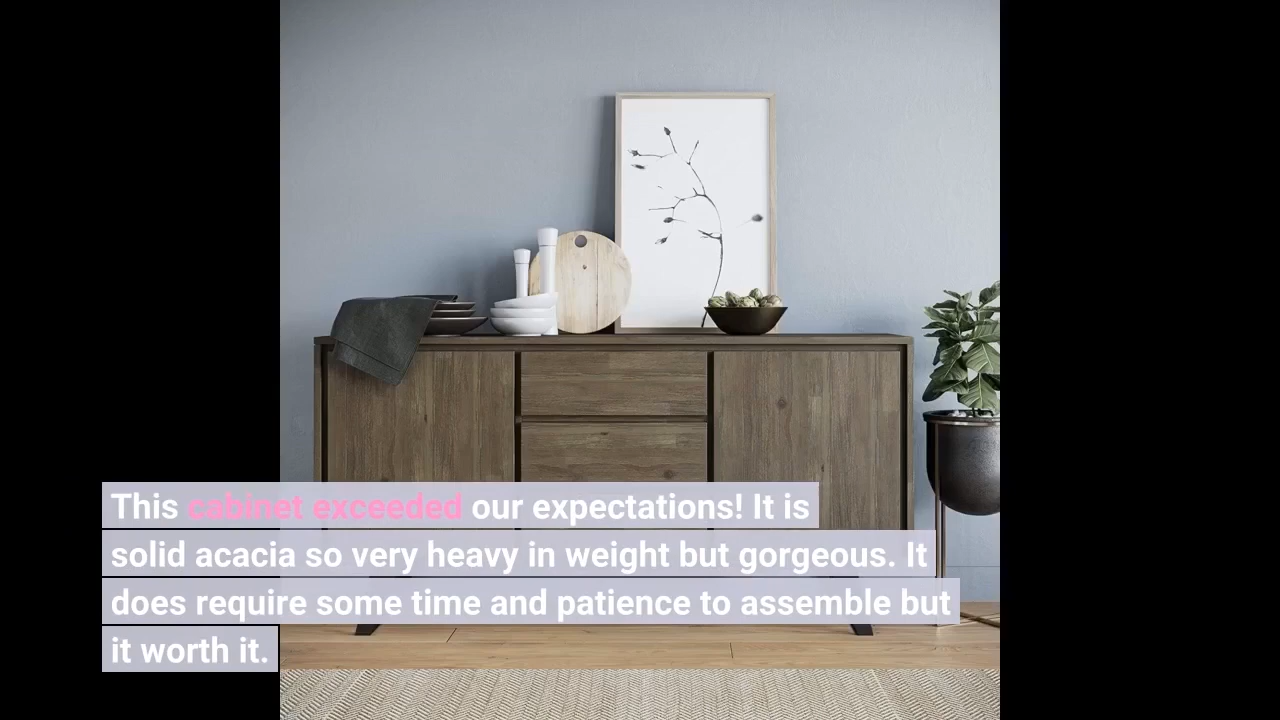 This cabinet exceeded our expectations! It is
solid acacia so very heavy in weight but gorgeous. It
does require some time and patience to assemble but
it worth it.